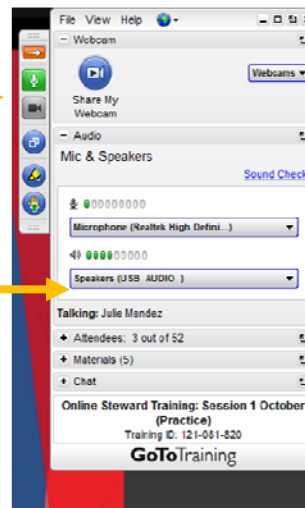 File View Help
Webcam
Share My
Webcam
Webcams
Audio
Mic & Speakers
Sound Check
Microphone (Realtek High Defini...)
Speakers (USB AUDIO )
Talking: Julie Mendez
Attendees: 3 out of 52
Materials (5)
Chat
Online Steward Training: Session 1 October
(Practice)
Training ID: 121-081-820
GoToTraining